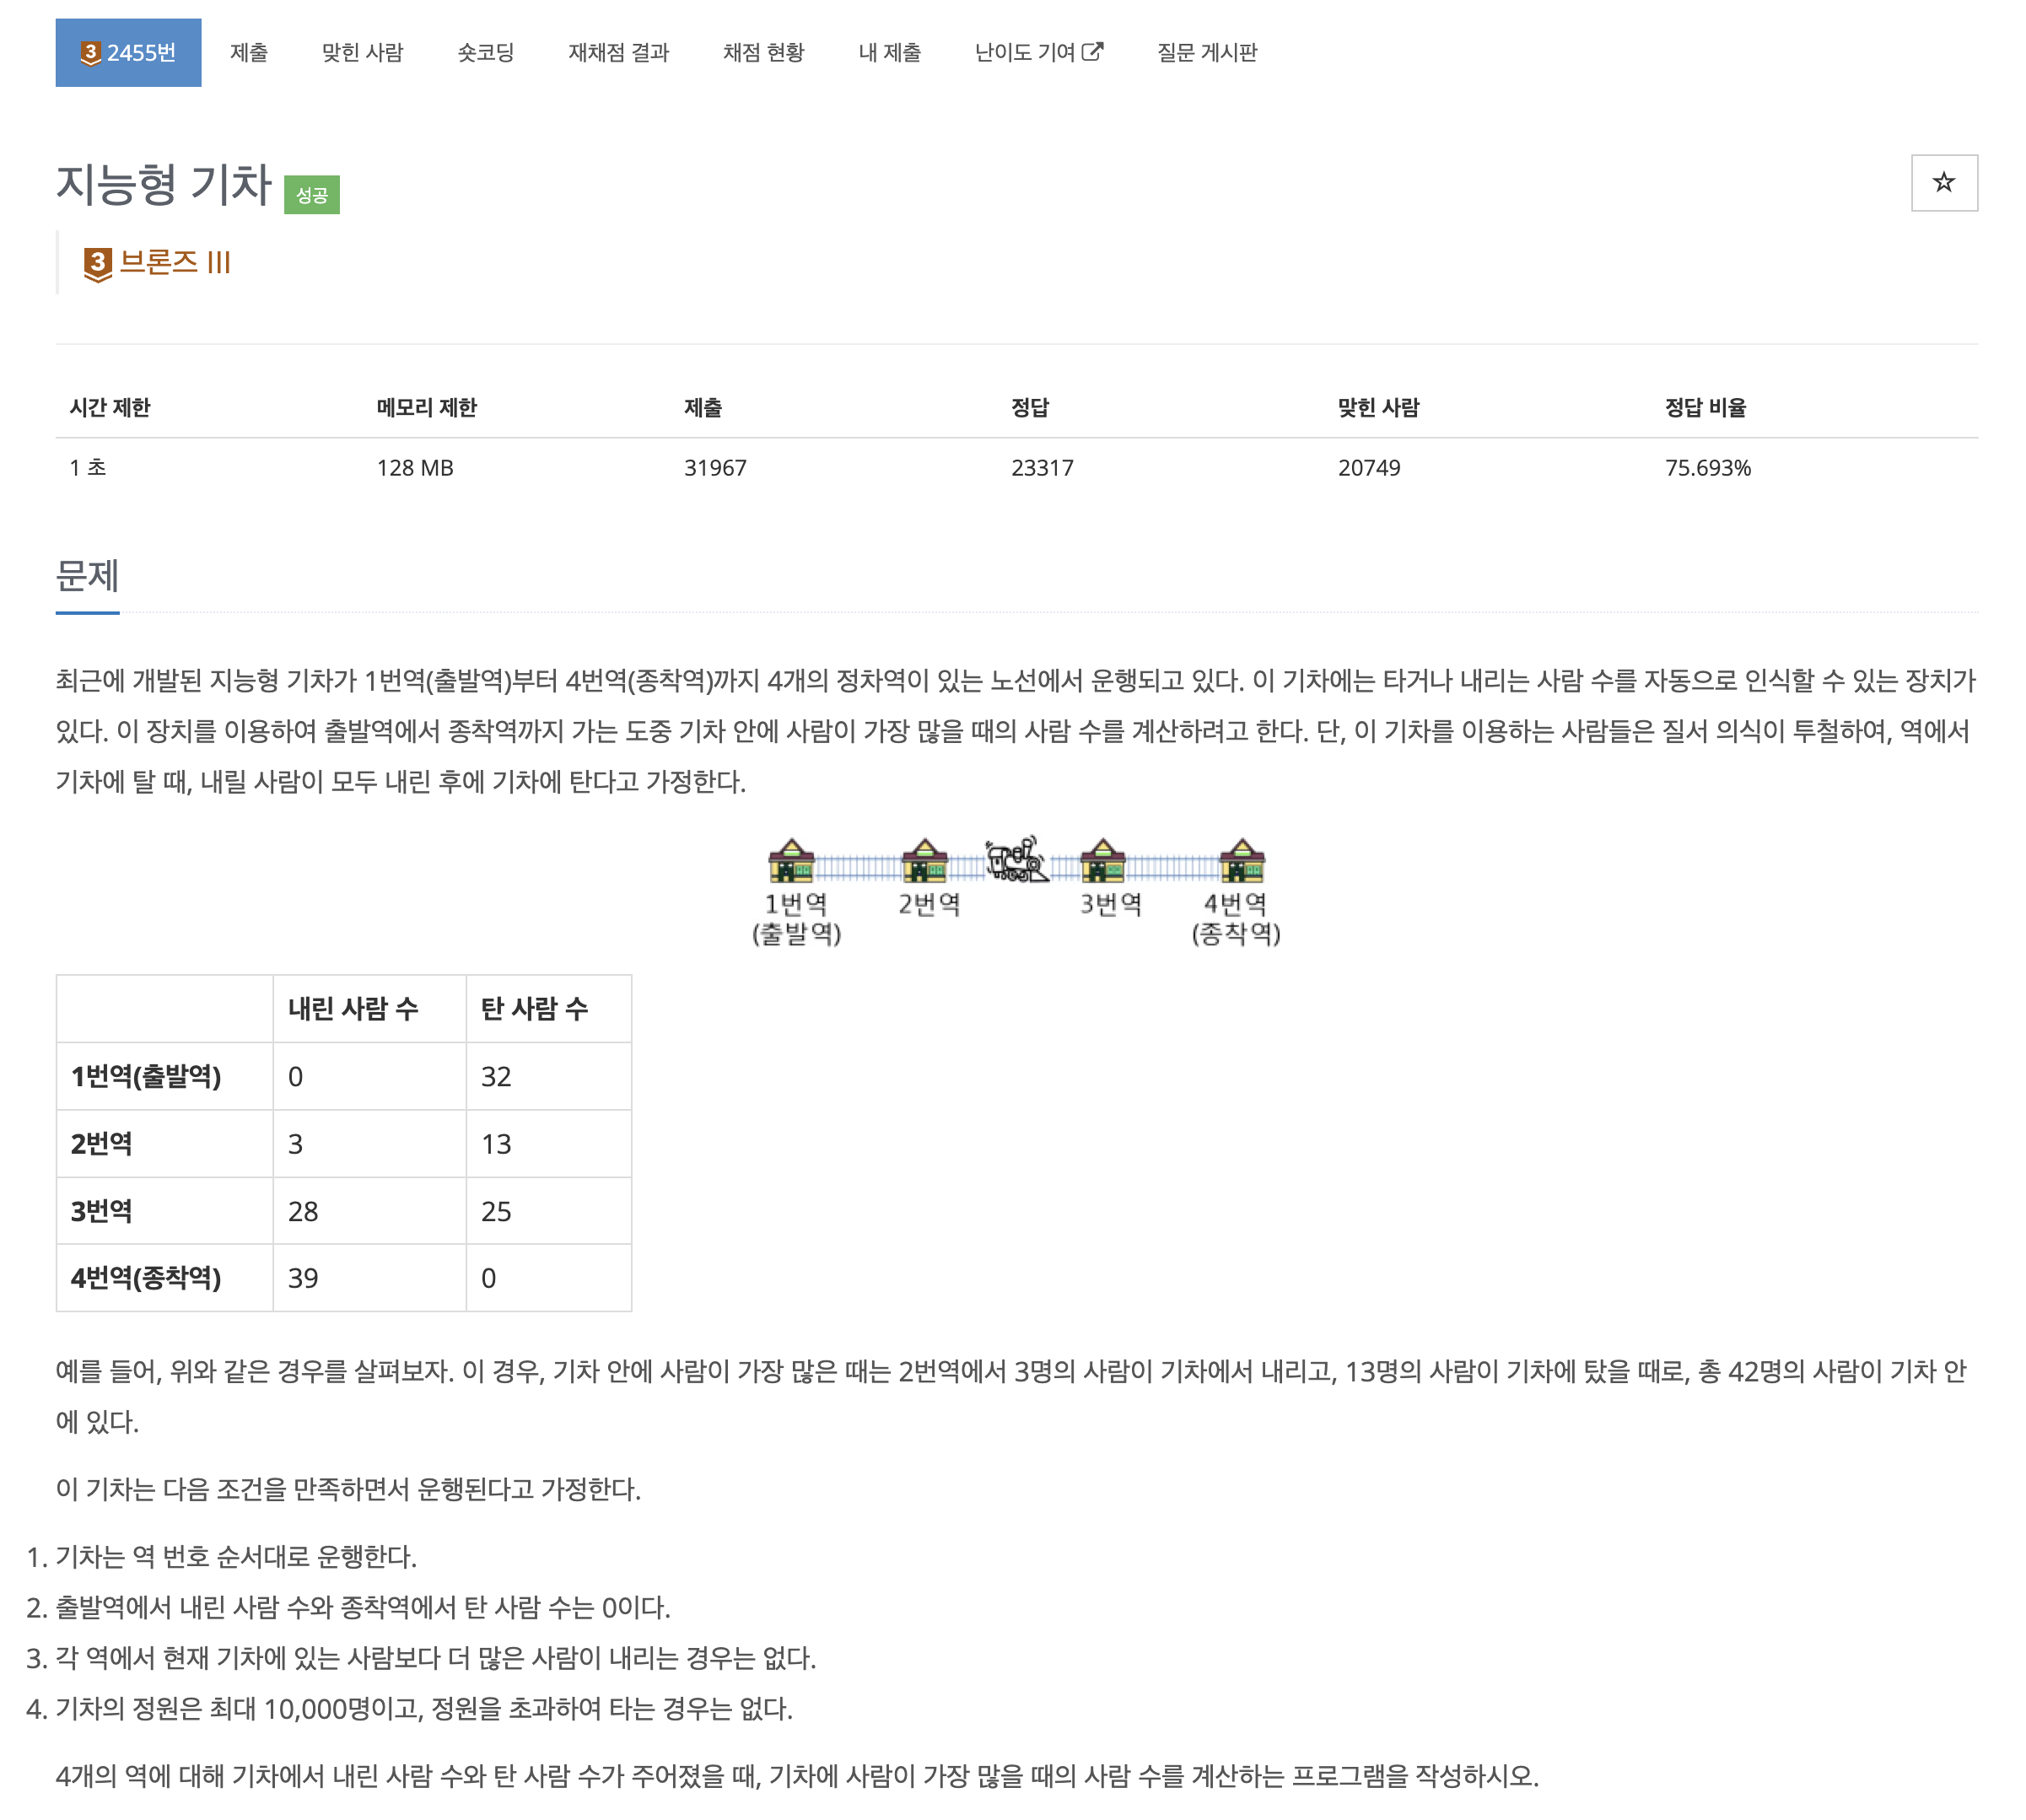 3 2455번 제출 맞힌 사람 숏코딩 재채점 결과 채점 현황 내 제출 난이도 기여 질문 게시판
지능형 기차 성공
3 브론즈 III
시간 제한 메모리 제한 제출 정답 맞힌 사람 정답 비율
1 초 128 MB 31967 23317 20749 75.693%
문제
최근에 개발된 지능형 기차가 1번역(출발역)부터 4번역(종착역)까지 4개의 정차역이 있는 노선에서 운행되고 있다. 이 기차에는 타거나 내리는 사람 수를 자동으로 인식할 수 있는 장치가
있다. 이 장치를 이용하여 출발역에서 종착역까지 가는 도중 기차 안에 사람이 가장 많을 때의 사람 수를 계산하려고 한다. 단, 이 기차를 이용하는 사람들은 질서 의식이 투철하여, 역에서
기차에 탈 때, 내릴 사람이 모두 내린 후에 기차에 탄다고 가정한다.
1번역 2번역 3번역 4번역
(출발역) (종착역)
내린 사람 수 탄 사람 수
1번역(출발역) 0 32
2번역 3 13
3번역 28 25
4번역(종착역) 39 0
예를 들어, 위와 같은 경우를 살펴보자. 이 경우, 기차 안에 사람이 가장 많은 때는 2번역에서 3명의 사람이 기차에서 내리고, 13명의 사람이 기차에 탔을 때로, 총 42명의 사람이 기차 안
에 있다.
이 기차는 다음 조건을 만족하면서 운행된다고 가정한다.
1. 기차는 역 번호 순서대로 운행한다.
2. 출발역에서 내린 사람 수와 종착역에서 탄 사람 수는 0이다.
3. 각 역에서 현재 기차에 있는 사람보다 더 많은 사람이 내리는 경우는 없다.
4. 기차의 정원은 최대 10,000명이고, 정원을 초과하여 타는 경우는 없다.
4개의 역에 대해 기차에서 내린 사람 수와 탄 사람 수가 주어졌을 때, 기차에 사람이 가장 많을 때의 사람 수를 계산하는 프로그램을 작성하시오.